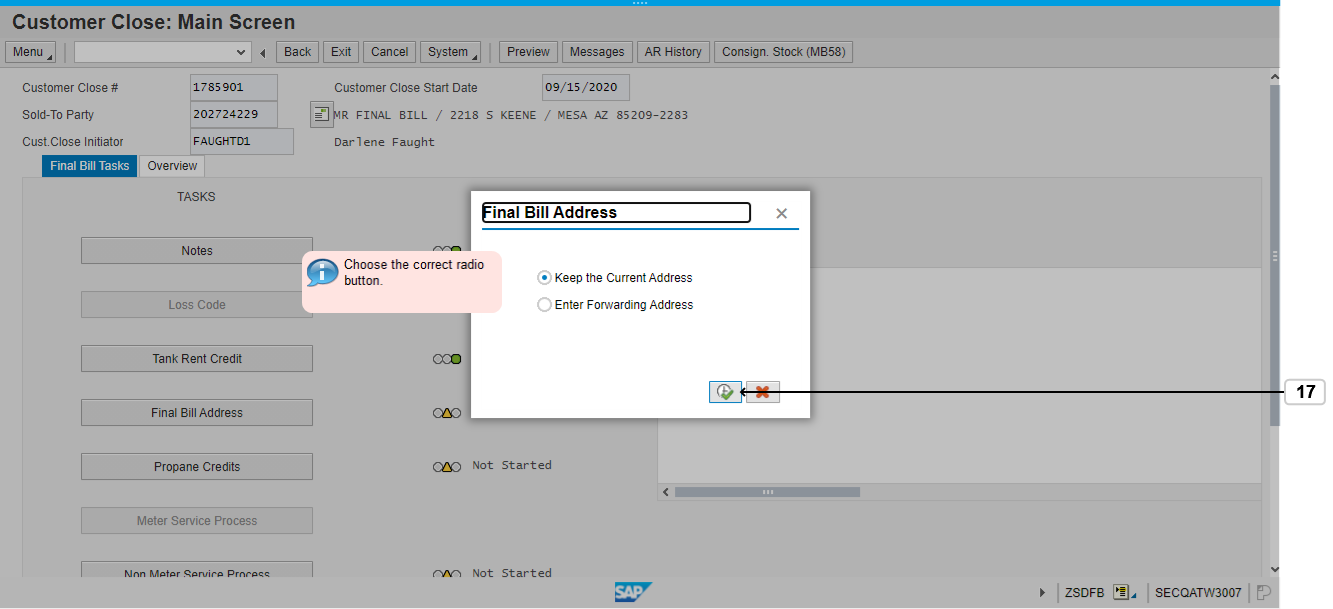 Customer Close: Main Screen
Menu Back Exit Cancel System Preview Messages AR History Consign. Stock (MB58)
Customer Close # 1785901 Customer Close Start Date 09/15/2020
Sold-To Party 202724229 MR FINAL BILL / 2218 S KEENE / MESA AZ 85209-2283
Cust.Close Initiator FAUGHTD1 Darlene Faught
Final Bill Tasks Overview
TASKS
Final Bill Address
Notes
Choose the correct radio
button.
Keep the Current Address
Enter Forwarding Address
Loss Code
Tank Rent Credit
17
Final Bill Address
Propane Credits Not Started
Meter Service Process
Non Meter Service Process Not Started
SAP ZSDFB SECQATW3007